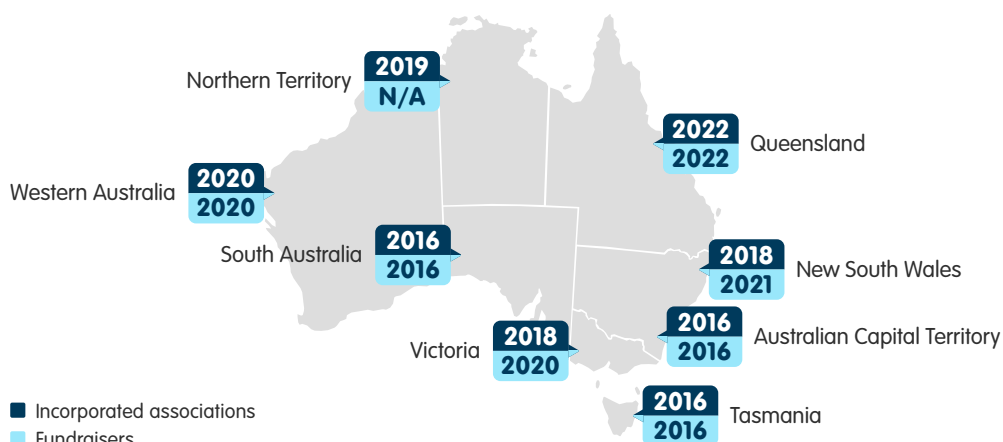 Northern Territory
2019
N/A
2022
2022
Queensland
Western Australia
2020
2020
South Australia
2016
2016
2018
2021
New South Wales
Victoria
2018
2020
2016
2016
Australian Capital Territory
2016
2016
Tasmania
Incorporated associations
Fundraisers